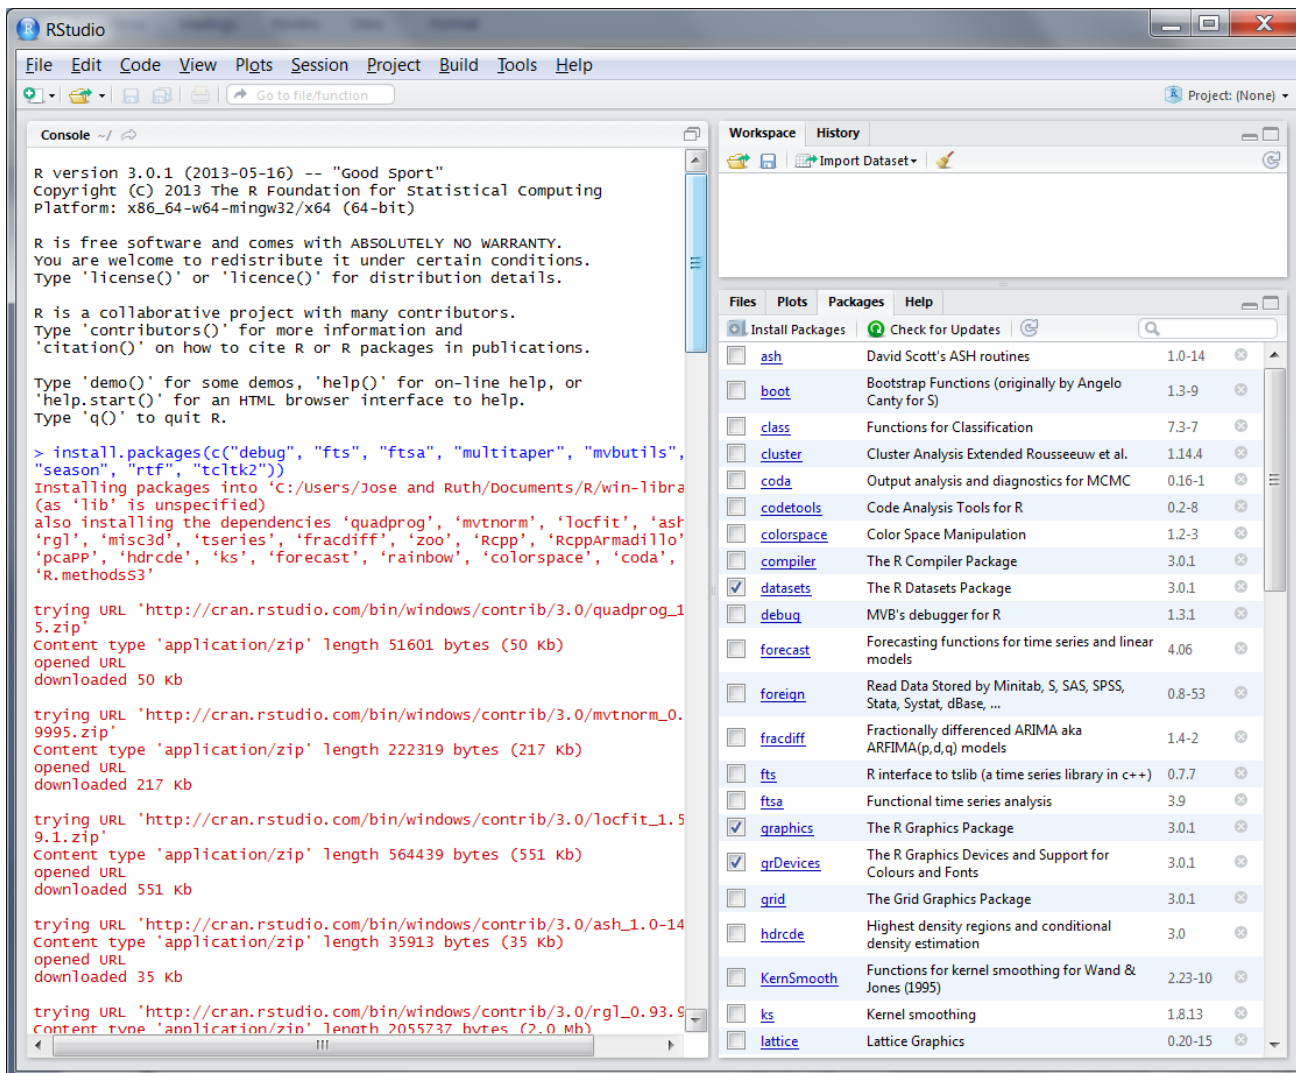 RStudio
File Edit Code View Plots Session Project Build Tools Help
Go to file/function
Project: (None)
Console ~/
R version 3.0.1 (2013-05-16) -- "Good Sport"
Copyright (C) 2013 The R Foundation for Statistical Computing
Platform: x86_64-w64-mingw32/x64 (64-bit)
R is free software and comes with ABSOLUTELY NO WARRANTY.
You are welcome to redistribute it under certain conditions.
Type 'license()' or 'licence()' for distribution details.
R is a collaborative project with many contributors.
Type 'contributors()' for more information and
'citation()' on how to cite R or R packages in publications.
Type 'demo()' for some demos, 'help()' for on-line help, or
'help.start()' for an HTML browser interface to help.
Type 'q()' to quit R.
> install.packages(c("debug", "fts", "ftsa", "multitaper", "mvbutils",
"season", "rtf", "tcltk2"))
Installing packages into ‘C:/Users/Jose and Ruth/Documents/R/win-libra
(as ‘lib’ is unspecified)
also installing the dependencies ‘quadprog’, ‘mvtnorm’, ‘locfit’, ‘ash
‘rgl’, ‘misc3d’, ‘tseries’, ‘fracdiff’, ‘zoo’, ‘Rcpp’, ‘RcppArmadillo’
‘pcaPP’, ‘hdrcde’, ‘ks’, ‘forecast’, ‘rainbow’, ‘colorspace’, ‘coda’,
‘R.methodsS3’
trying URL 'http://cran.rstudio.com/bin/windows/contrib/3.0/quadprog_1
5.zip'
Content type 'application/zip' length 51601 bytes (50 Kb)
opened URL
downloaded 50 Kb
trying URL 'http://cran.rstudio.com/bin/windows/contrib/3.0/mvtnorm_0.
9995.zip'
Content type 'application/zip' length 222319 bytes (217 Kb)
opened URL
downloaded 217 Kb
trying URL 'http://cran.rstudio.com/bin/windows/contrib/3.0/locfit_1.5
9.1.zip'
Content type 'application/zip' length 564439 bytes (551 Kb)
opened URL
downloaded 551 Kb
trying URL 'http://cran.rstudio.com/bin/windows/contrib/3.0/ash_1.0-14
Content type 'application/zip' length 35913 bytes (35 Kb)
opened URL
downloaded 35 Kb
trying URL 'http://cran.rstudio.com/bin/windows/contrib/3.0/rgl_0.93.9
Content type 'application/zip' length 2055737 bytes (2.0 Mb)
Workspace History
Import Dataset
Files Plots Packages Help
Install Packages Check for Updates
ash David Scott's ASH routines 1.0-14
boot Bootstrap Functions (originally by Angelo
Canty for S) 1.3-9
class Functions for Classification 7.3-7
cluster Cluster Analysis Extended Rousseeuw et al. 1.14.4
coda Output analysis and diagnostics for MCMC 0.16-1
codetools Code Analysis Tools for R 0.2-8
colorspace Color Space Manipulation 1.2-3
compiler The R Compiler Package 3.0.1
datasets The R Datasets Package 3.0.1
debug MVB's debugger for R 1.3.1
forecast Forecasting functions for time series and linear
models 4.06
foreign Read Data Stored by Minitab, S, SAS, SPSS,
Stata, Systat, dBase, ... 0.8-53
fracdiff Fractionally differenced ARIMA aka
ARFIMA(p,d,q) models 1.4-2
fts R interface to tslib (a time series library in c++) 0.7.7
ftsa Functional time series analysis 3.9
graphics The R Graphics Package 3.0.1
grDevices The R Graphics Devices and Support for
Colours and Fonts 3.0.1
grid The Grid Graphics Package 3.0.1
hdrcde Highest density regions and conditional
density estimation 3.0
KernSmooth Functions for kernel smoothing for Wand &
Jones (1995) 2.23-10
ks Kernel smoothing 1.8.13
lattice Lattice Graphics 0.20-15